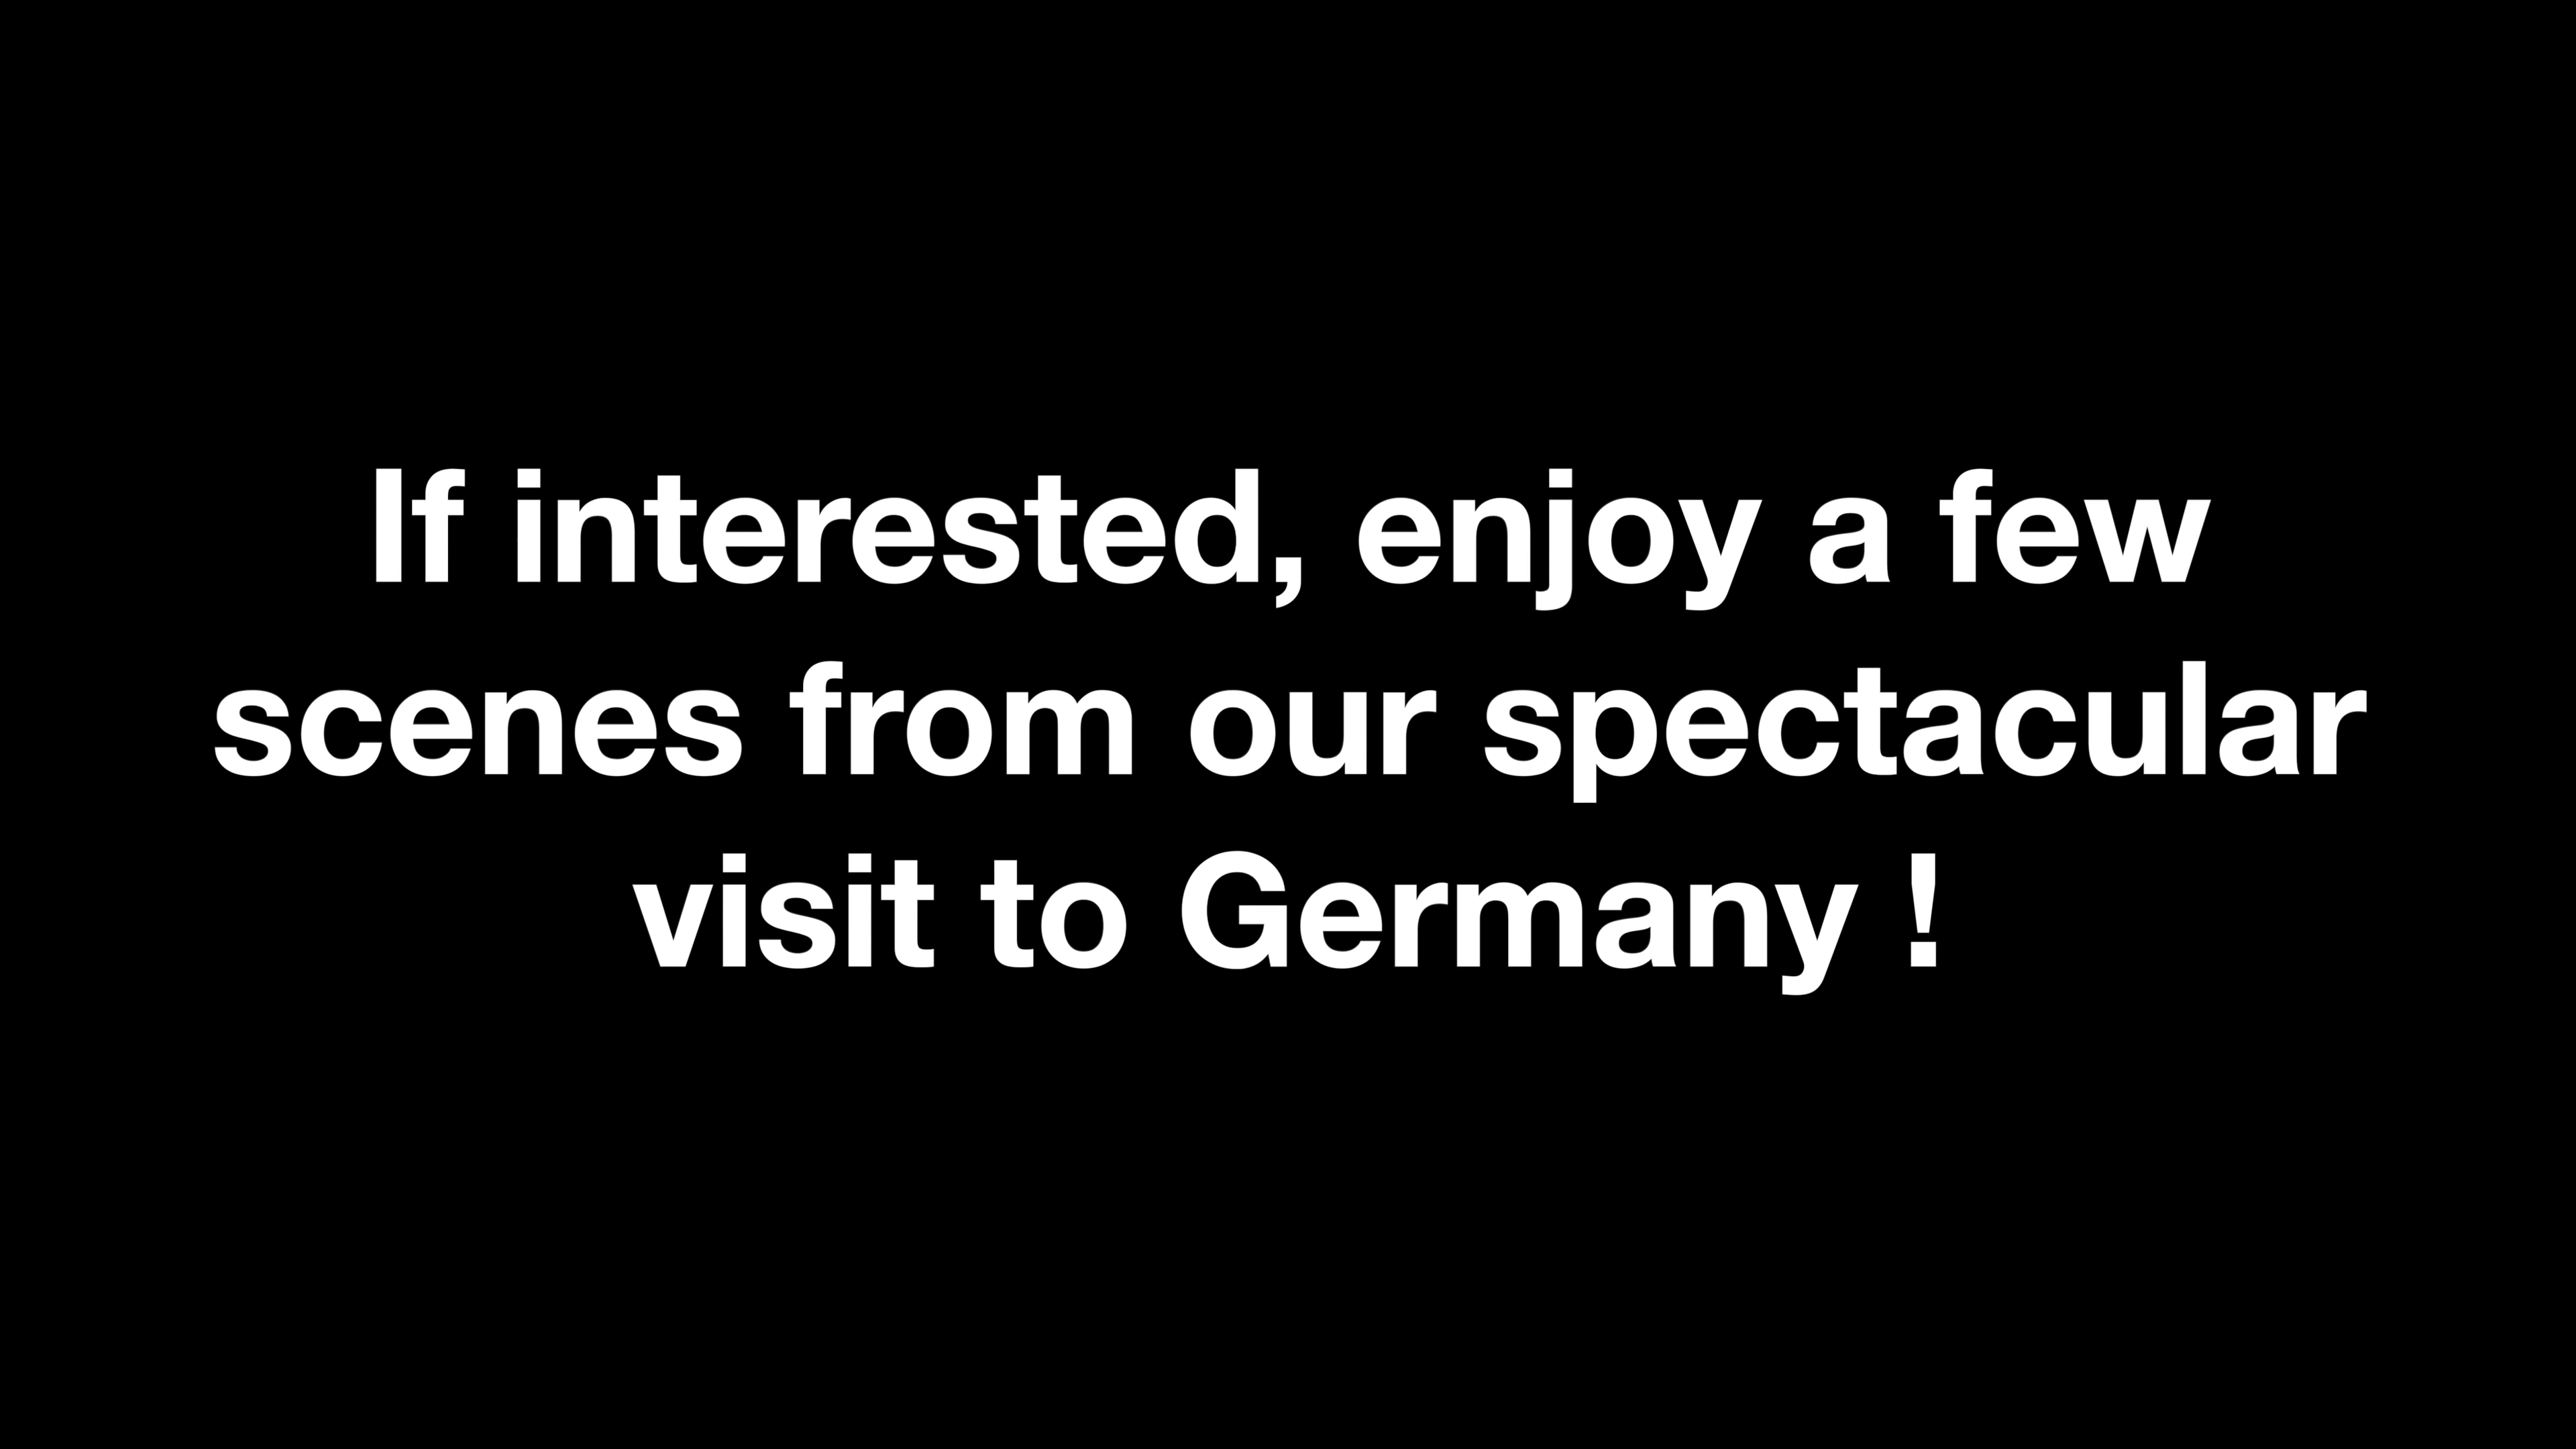 If interested, enjoy a few
scenes from our spectacular
visit to Germany !